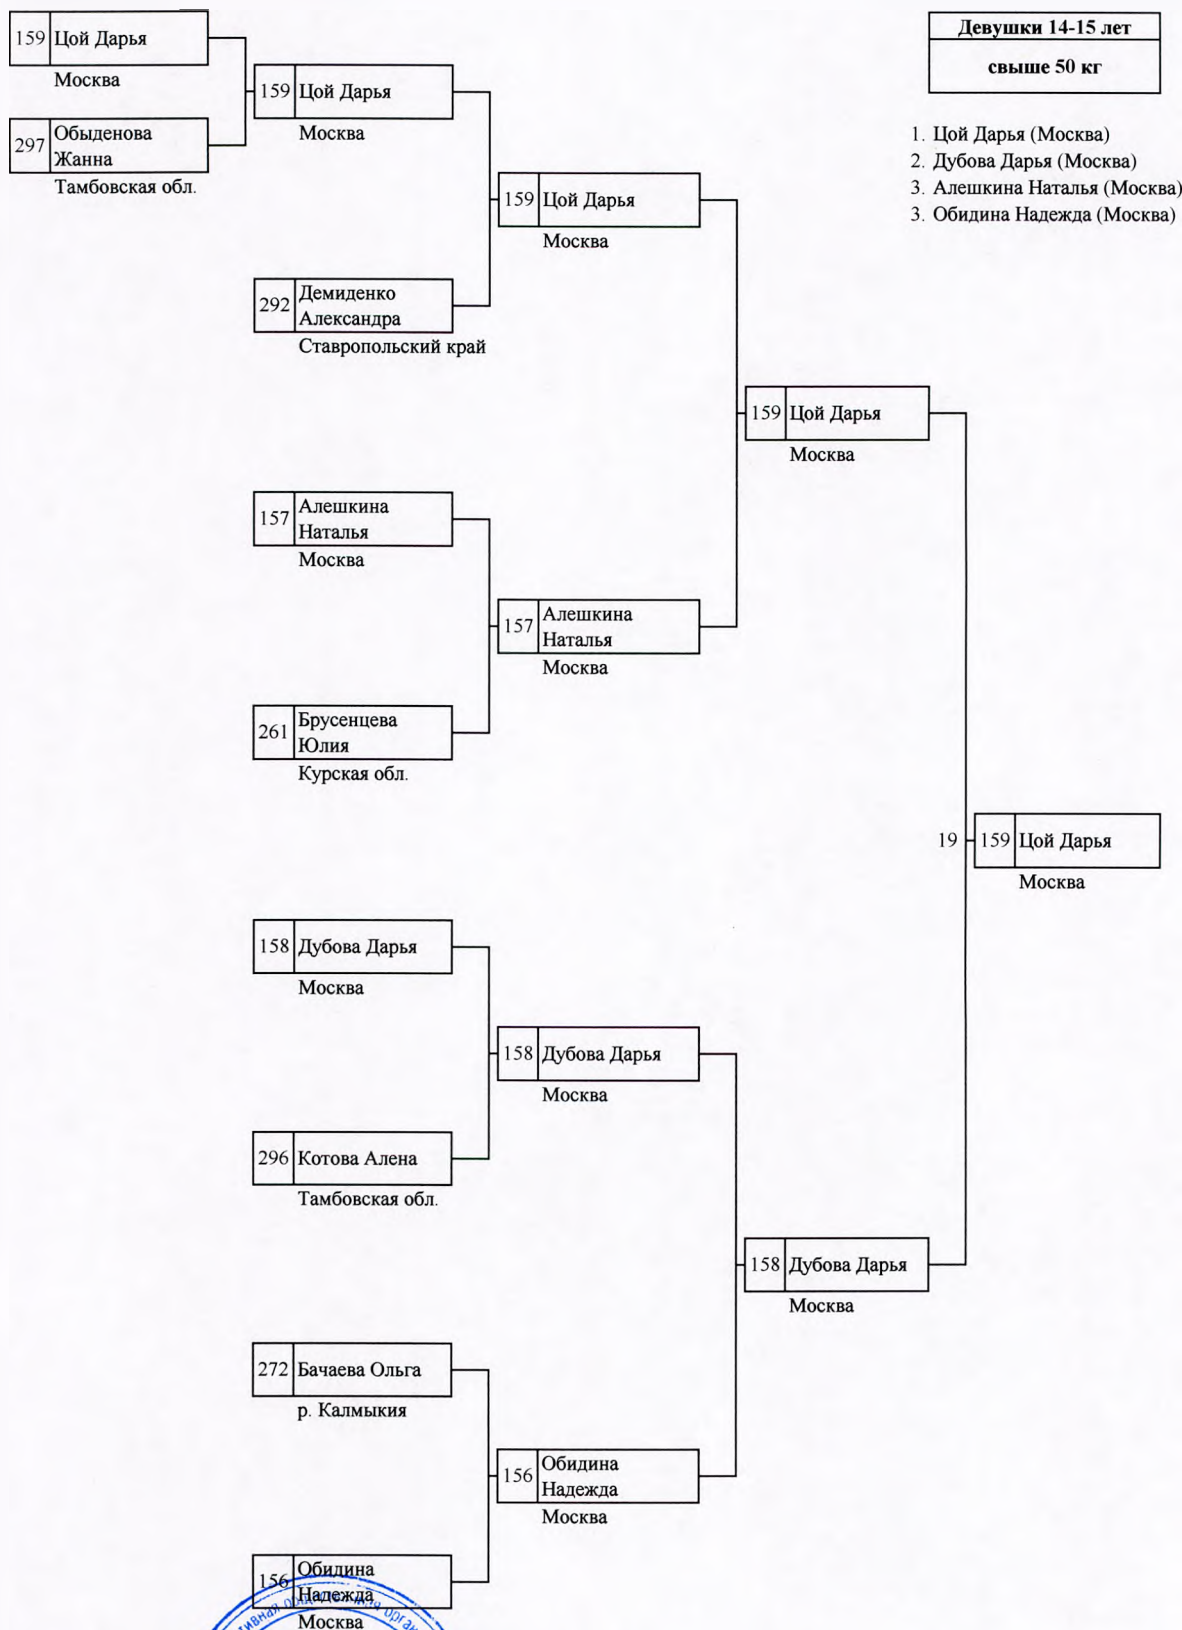 Девушки 14-15 лет
свыше 50 кг
1. Цой Дарья (Москва)
2. Дубова Дарья (Москва)
3. Алешкина Наталья (Москва)
3. Обидина Надежда (Москва)
159 Цой Дарья
Москва
297 Обыденова
Жанна
Тамбовская обл.
159 Цой Дарья
Москва
292 Демиденко
Александра
Ставропольский край
159 Цой Дарья
Москва
157 Алешкина
Наталья
Москва
261 Брусенцева
Юлия
Курская обл.
157 Алешкина
Наталья
Москва
159 Цой Дарья
Москва
158 Дубова Дарья
Москва
296 Котова Алена
Тамбовская обл.
158 Дубова Дарья
Москва
272 Бачаева Ольга
р. Калмыкия
156 Обидина
Надежда
Москва
156 Обидина
Надежда
Москва
158 Дубова Дарья
Москва
19 159 Цой Дарья
Москва